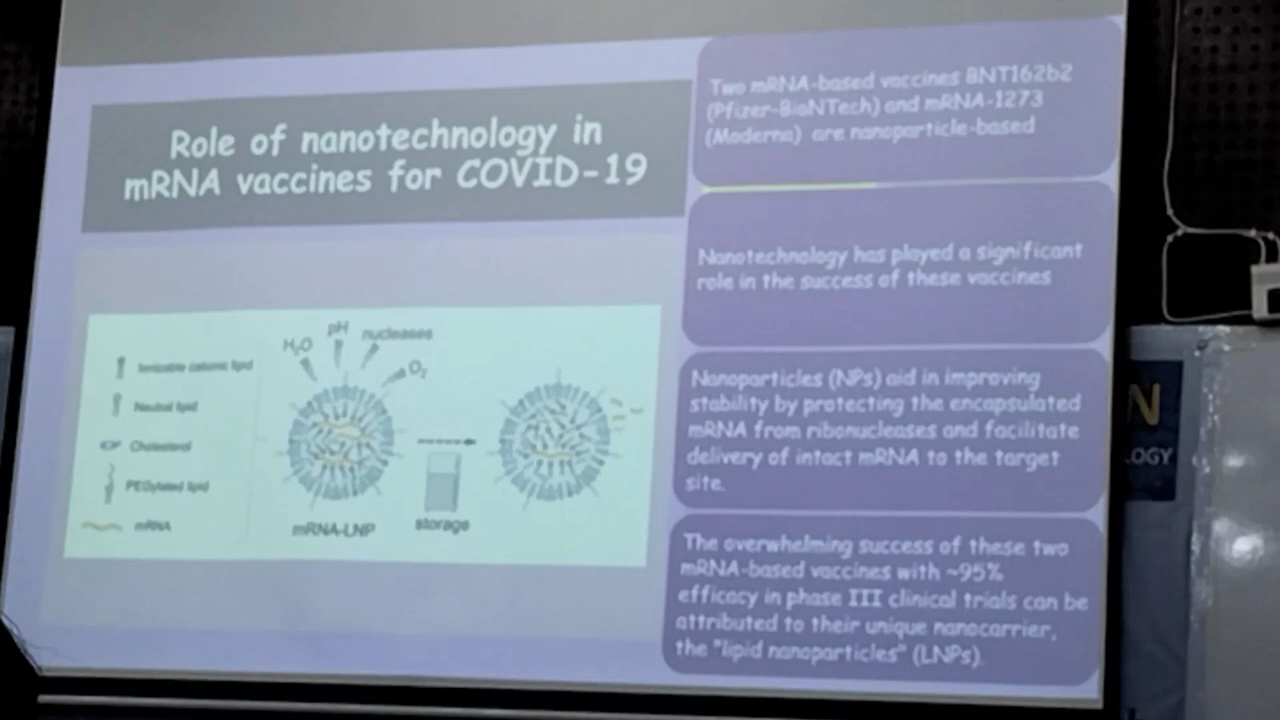 Role of nanotechnology in
mRNA vaccines for COVID-19
Two mRNA-based vaccines BNT162b2
(Pfizer-BioNTech) and mRNA-1273
(Moderna) are nanoparticle-based
Nanotechnology has played a significant
role in the success of these vaccines
Nanoparticles (NPs) aid in improving
stability by protecting the encapsulated
mRNA from ribonucleases and facilitate
delivery of intact mRNA to the target
site.
The overwhelming success of these two
mRNA-based vaccines with ~95%
efficacy in phase III clinical trials can be
attributed to their unique nanocarrier,
the "lipid nanoparticles" (LNPs).
Ionizable cationic lipid
Neutral lipid
Cholesterol
PEGylated lipid
mRNA
H₂O
pH
nucleases
O₂
mRNA-LNP
storage
N
OGY